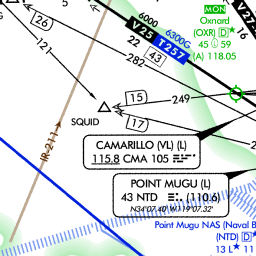 MON
Oxnard
(OXR) D
45 59
(A) 118.05
V-27
16
6000
V25
T257
6300G
22
43
282
26
121
15
249
17
SQUID
IR-211
CAMARILLO (VL) (L)
115.8 CMA 105
POINT MUGU (L)
43 NTD (110.6)
N34°07.40' W119°07.32'
Point Mugu NAS (Naval B
(NTD) D
13 L 11